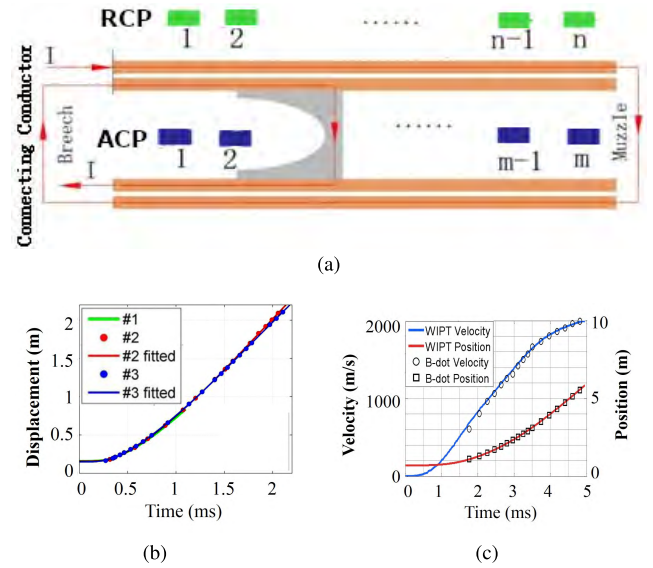 RCP
1 2 ...... n-1 n
I
Connecting Conductor
Breech
ACP
1 2 ...... m-1 m
Muzzle
I
(a)
Displacement (m)
2
1.5
1
0.5
0
#1
#2
#2 fitted
#3
#3 fitted
0 0.5 1 1.5 2
Time (ms)
(b)
Velocity (m/s)
2000
1000
0
WIPT Velocity
WIPT Position
B-dot Velocity
B-dot Position
10
5
0
Position (m)
0 1 2 3 4 5
Time (ms)
(c)